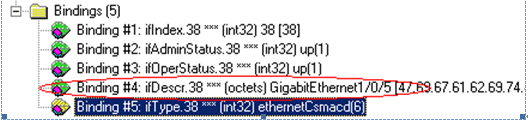 Bindings (5)
Binding #1: ifIndex.38 *** (int32) 38 [38]
Binding #2: ifAdminStatus.38 *** (int32) up(1)
Binding #3: ifOperStatus.38 *** (int32) up(1)
Binding #4: ifDescr.38 *** (octets) GigabitEthernet1/0/5 [47.69.67.61.62.69.74.
Binding #5: ifType.38 *** (int32) ethernetCsmacd(6)